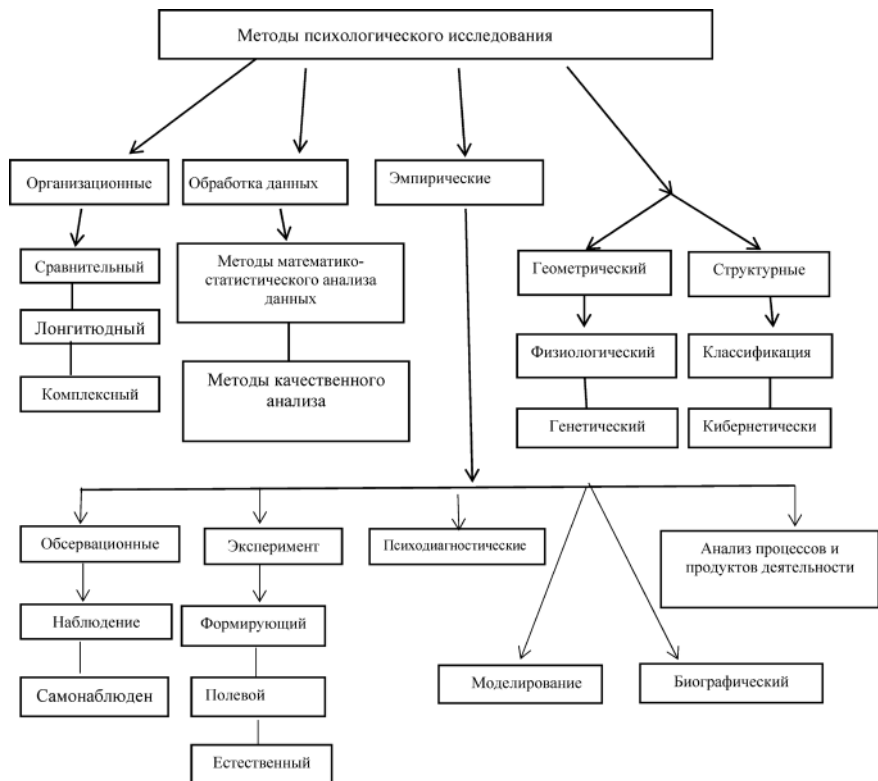 Методы психологического исследования
Организационные
Обработка данных
Эмпирические
Сравнительный
Методы математико-
статистического анализа
данных
Геометрический
Структурные
Лонгитюдный
Физиологический
Классификация
Комплексный
Методы качественного
анализа
Генетический
Кибернетически
Обсервационные
Эксперимент
Психодиагностические
Анализ процессов и
продуктов деятельности
Наблюдение
Формирующий
Самонаблюден
Полевой
Моделирование
Биографический
Естественный